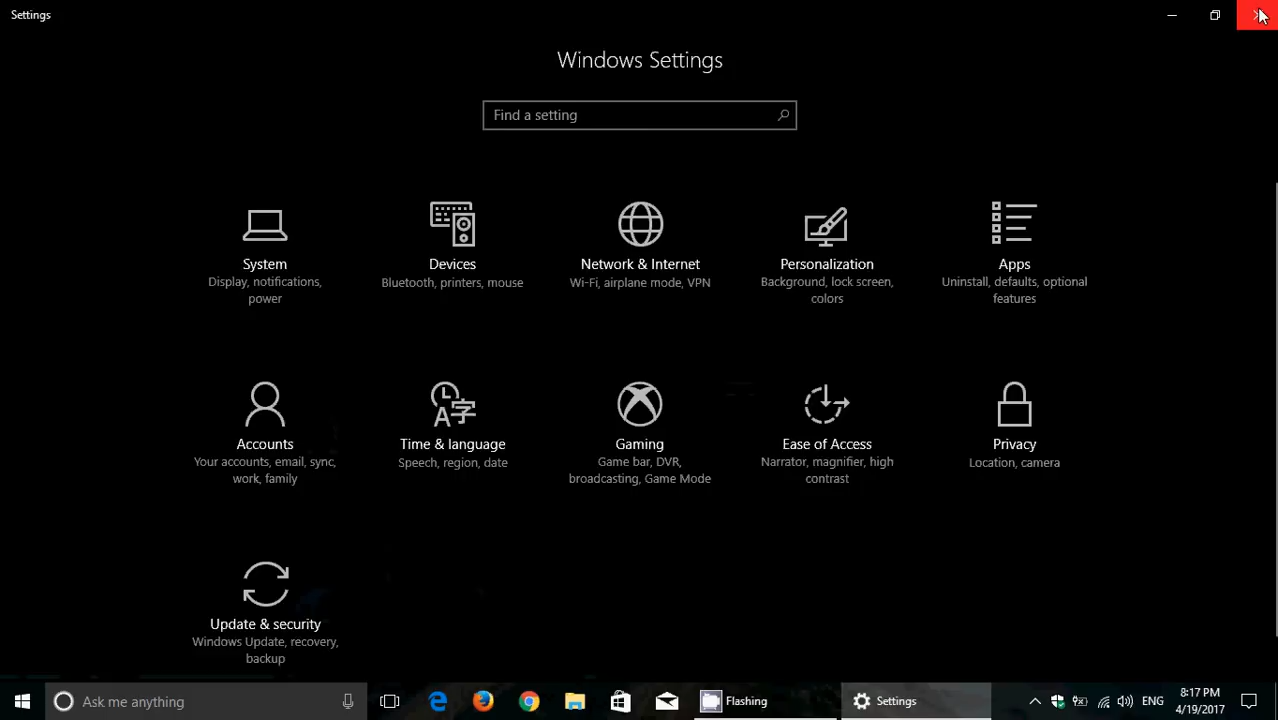 Settings
Windows Settings
Find a setting
System
Display, notifications,
power
Devices
Bluetooth, printers, mouse
Network & Internet
Wi-Fi, airplane mode, VPN
Personalization
Background, lock screen,
colors
Apps
Uninstall, defaults, optional
features
Accounts
Your accounts, email, sync,
work, family
Time & language
Speech, region, date
Gaming
Game bar, DVR,
broadcasting, Game Mode
Ease of Access
Narrator, magnifier, high
contrast
Privacy
Location, camera
Update & security
Windows Update, recovery,
backup
Ask me anything
Flashing
Settings
ENG
8:17 PM
4/19/2017